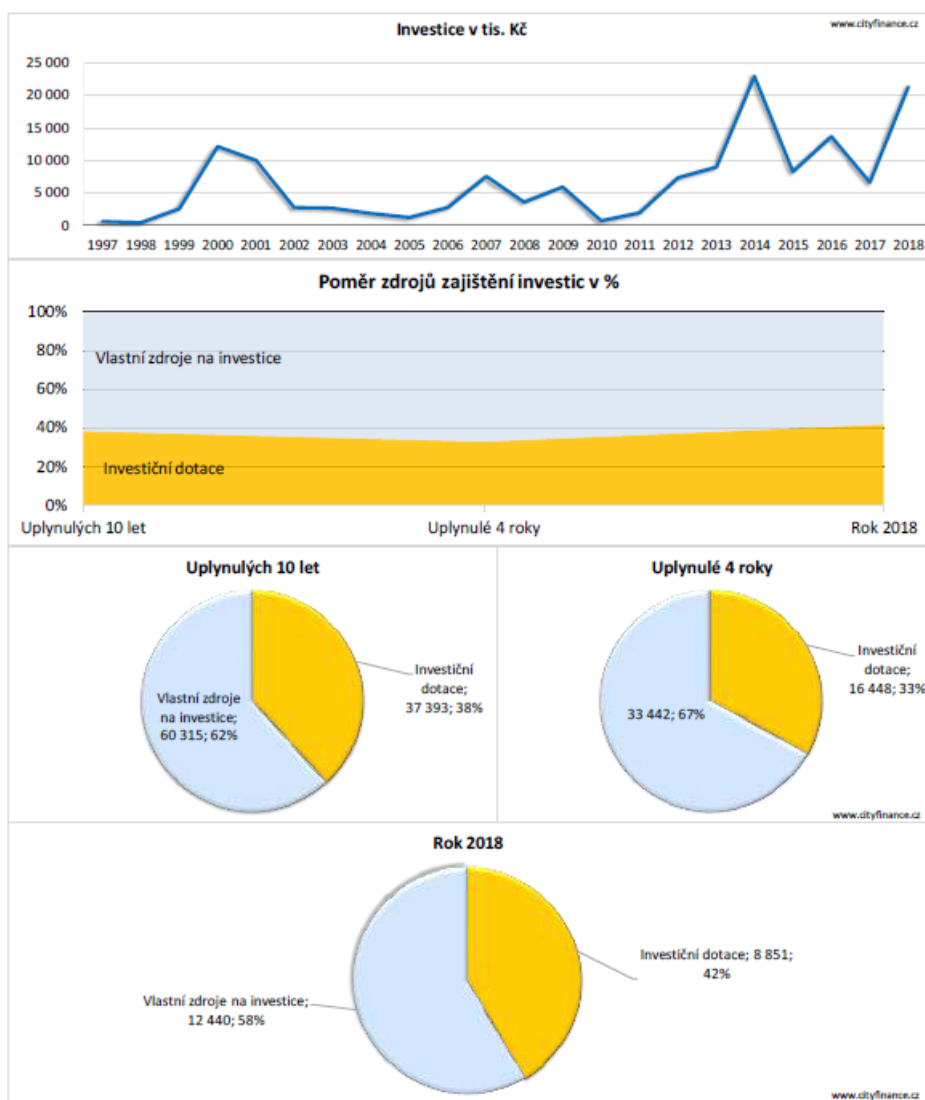 Investice v tis. Kč
www.cityfinance.cz
25 000
20 000
15 000
10 000
5 000
0
1997 1998 1999 2000 2001 2002 2003 2004 2005 2006 2007 2008 2009 2010 2011 2012 2013 2014 2015 2016 2017 2018
Poměr zdrojů zajištění investic v %
100%
80%
60%
40%
20%
0%
Vlastní zdroje na investice
Investiční dotace
Uplynulých 10 let Uplynulé 4 roky Rok 2018
Uplynulých 10 let
Investiční
dotace;
37 393; 38%
Vlastní zdroje
na investice;
60 315; 62%
Uplynulé 4 roky
Investiční
dotace;
16 448; 33%
33 442; 67%
www.cityfinance.cz
Rok 2018
Investiční dotace; 8 851;
42%
Vlastní zdroje na investice;
12 440; 58%
www.cityfinance.cz